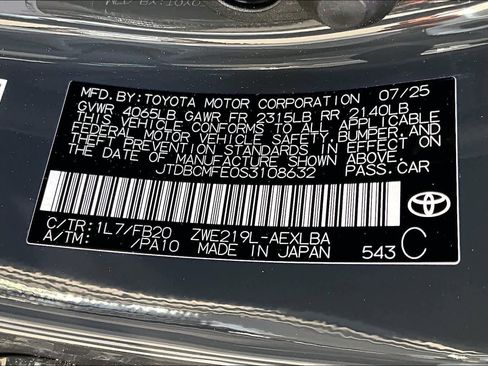 MFD. BY: TOYOTA MOTOR CORPORATION 07/25
GVWR 4065LB GAWR FR 2315LB RR 2140LB
THIS VEHICLE CONFORMS TO ALL APPLICABLE
FEDERAL MOTOR VEHICLE SAFETY, BUMPER, AND
THEFT PREVENTION STANDARDS IN EFFECT ON
THE DATE OF MANUFACTURE SHOWN ABOVE.
JTDBCMFE0S3108632 PASS.CAR
C/TR: 1L7/FB20 ZWE219L-AEXLBA C
A/TM: /PA10 MADE IN JAPAN 543